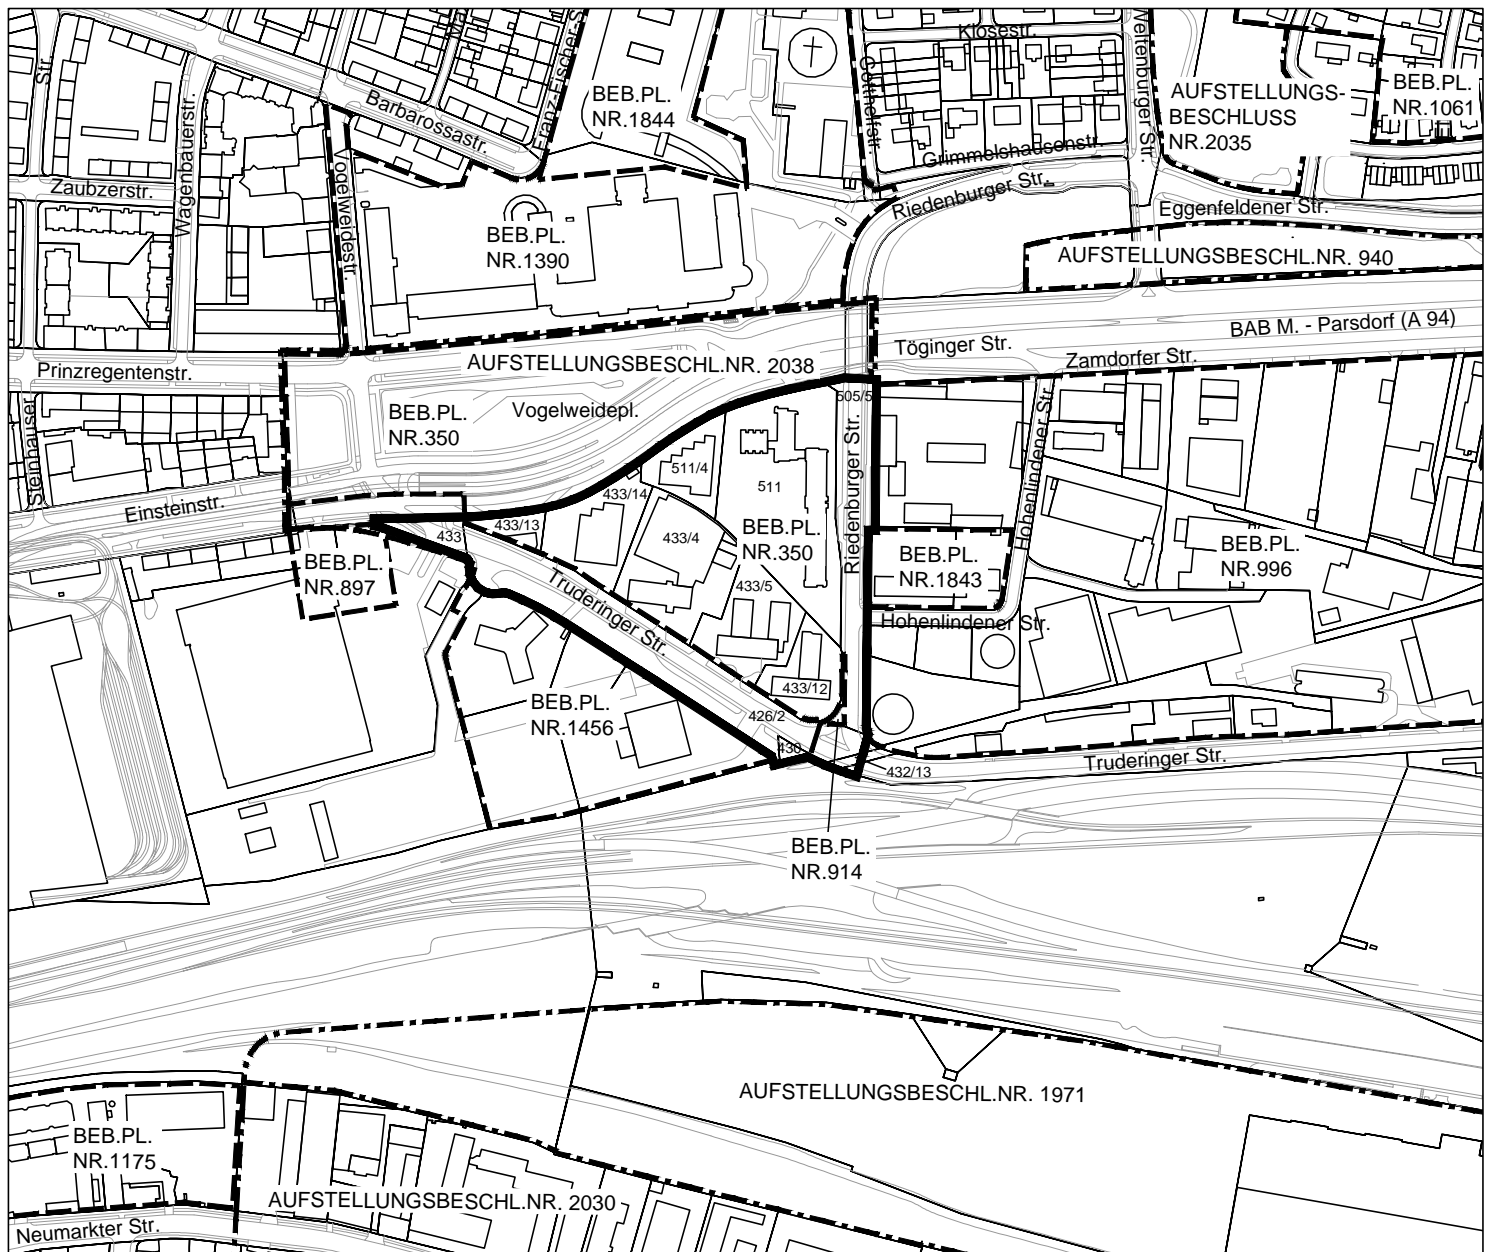 Klosestr.
Str.
Barbarossastr.
Franz-Fischer-S
BEB.PL.
NR.1844
Gotthelfstr.
Veltenburger Str.
AUFSTELLUNGS-
BESCHLUSS
NR.2035
BEB.PL.
NR.1061
Wagenbauerstr.
Zaubzerstr.
Vogelweidestr.
Grimmelshausenstr.
Riedenburger Str.
Eggenfeldener Str.
BEB.PL.
NR.1390
AUFSTELLUNGSBESCHL.NR. 940
BAB M. - Parsdorf (A 94)
Töginger Str.
Zamdorfer Str.
Prinzregentenstr.
AUFSTELLUNGSBESCHL.NR. 2038
Steinhauser
BEB.PL.
NR.350
Vogelweidepl.
505/5
Riedenburger Str.
Hohenlindener Str.
511/4
511
433/14
Einsteinstr.
433/13
433
433/4
BEB.PL.
NR.350
BEB.PL.
NR.897
BEB.PL.
NR.1843
BEB.PL.
NR.996
433/5
Truderinger Str.
Hohenlindener Str.
433/12
BEB.PL.
NR.1456
426/2
430
432/13
Truderinger Str.
BEB.PL.
NR.914
AUFSTELLUNGSBESCHL.NR. 1971
BEB.PL.
NR.1175
AUFSTELLUNGSBESCHL.NR. 2030
Neumarkter Str.